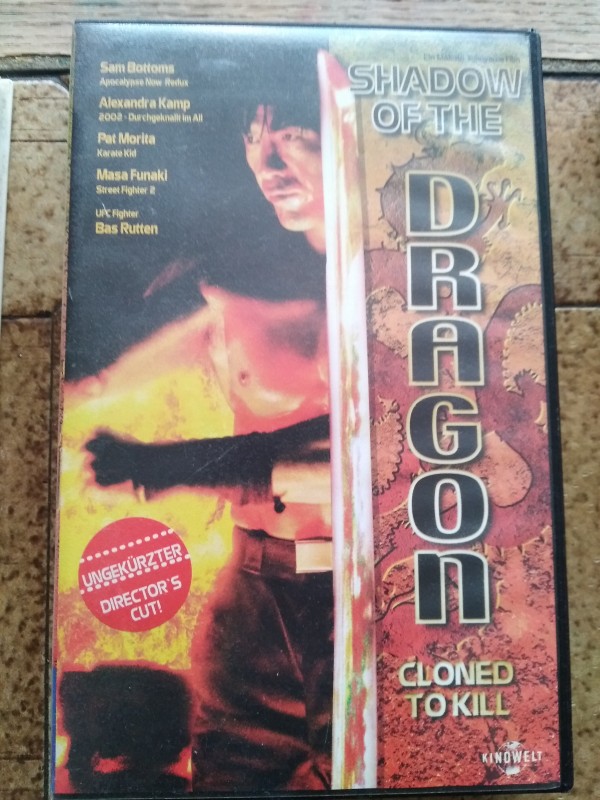 Sam Bottoms
Apocalypse Now Redux
Alexandra Kamp
2002 - Durchgeknallt im All
Pat Morita
Karate Kid
Masa Funaki
Street Fighter 2
UFC Fighter
Bas Rutten
SHADOW
OF THE
DRAGON
UNGEKÜRZTER
DIRECTOR'S
CUT!
CLONED
TO KILL
KINOWELT